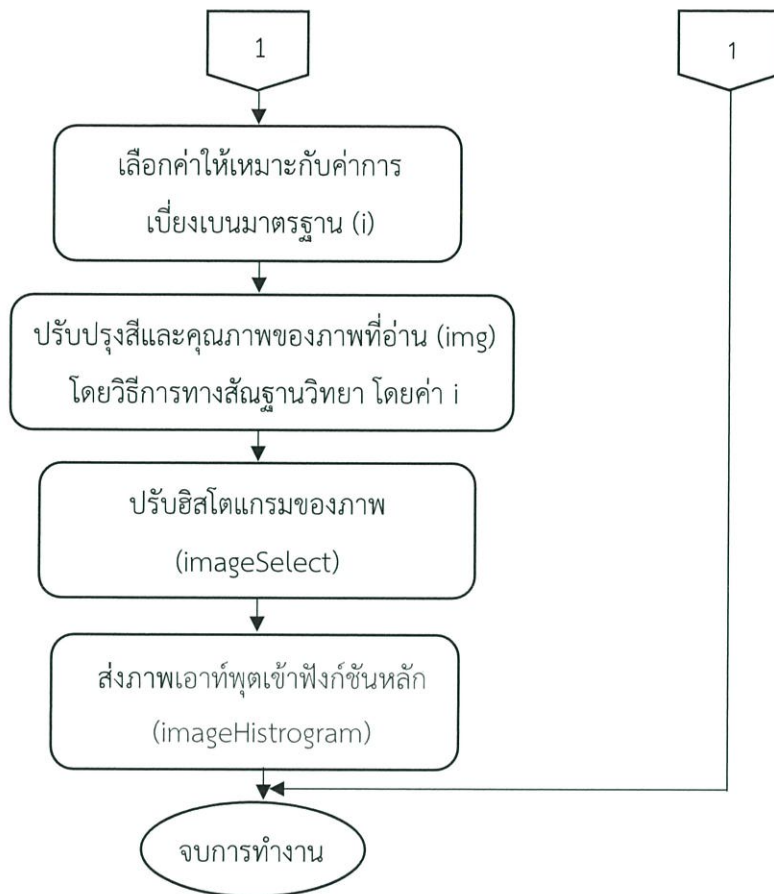 1
1
เลือกค่าให้เหมาะกับค่าการ
เบี่ยงเบนมาตรฐาน (i)
ปรับปรุงสีและคุณภาพของภาพที่อ่าน (img)
โดยวิธีการทางสัณฐานวิทยา โดยค่า i
ปรับฮิสโตแกรมของภาพ
(imageSelect)
ส่งภาพเอาท์พุตเข้าฟังก์ชันหลัก
(imageHistrogram)
จบการทำงาน